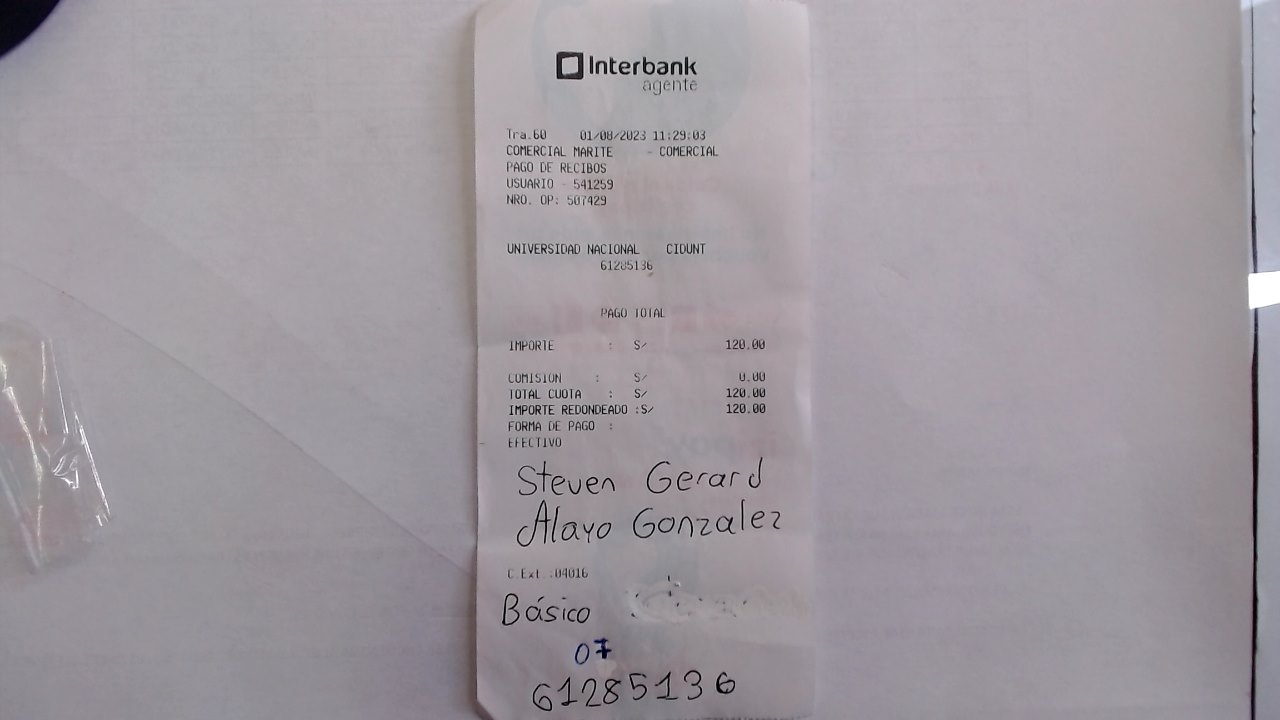 Interbank
agente
Tra.60 01/08/2023 11:29:03
COMERCIAL MARITE - COMERCIAL
PAGO DE RECIBOS
USUARIO - 541259
NRO. OP: 507429
UNIVERSIDAD NACIONAL CIDUNT
61285136
PAGO TOTAL
IMPORTE : S/ 120.00
COMISION : S/ 0.00
TOTAL CUOTA : S/ 120.00
IMPORTE REDONDEADO :S/ 120.00
FORMA DE PAGO :
EFECTIVO
Steven Gerard
Alayo Gonzalez
C.Ext.:04016
Básico
07
61285136